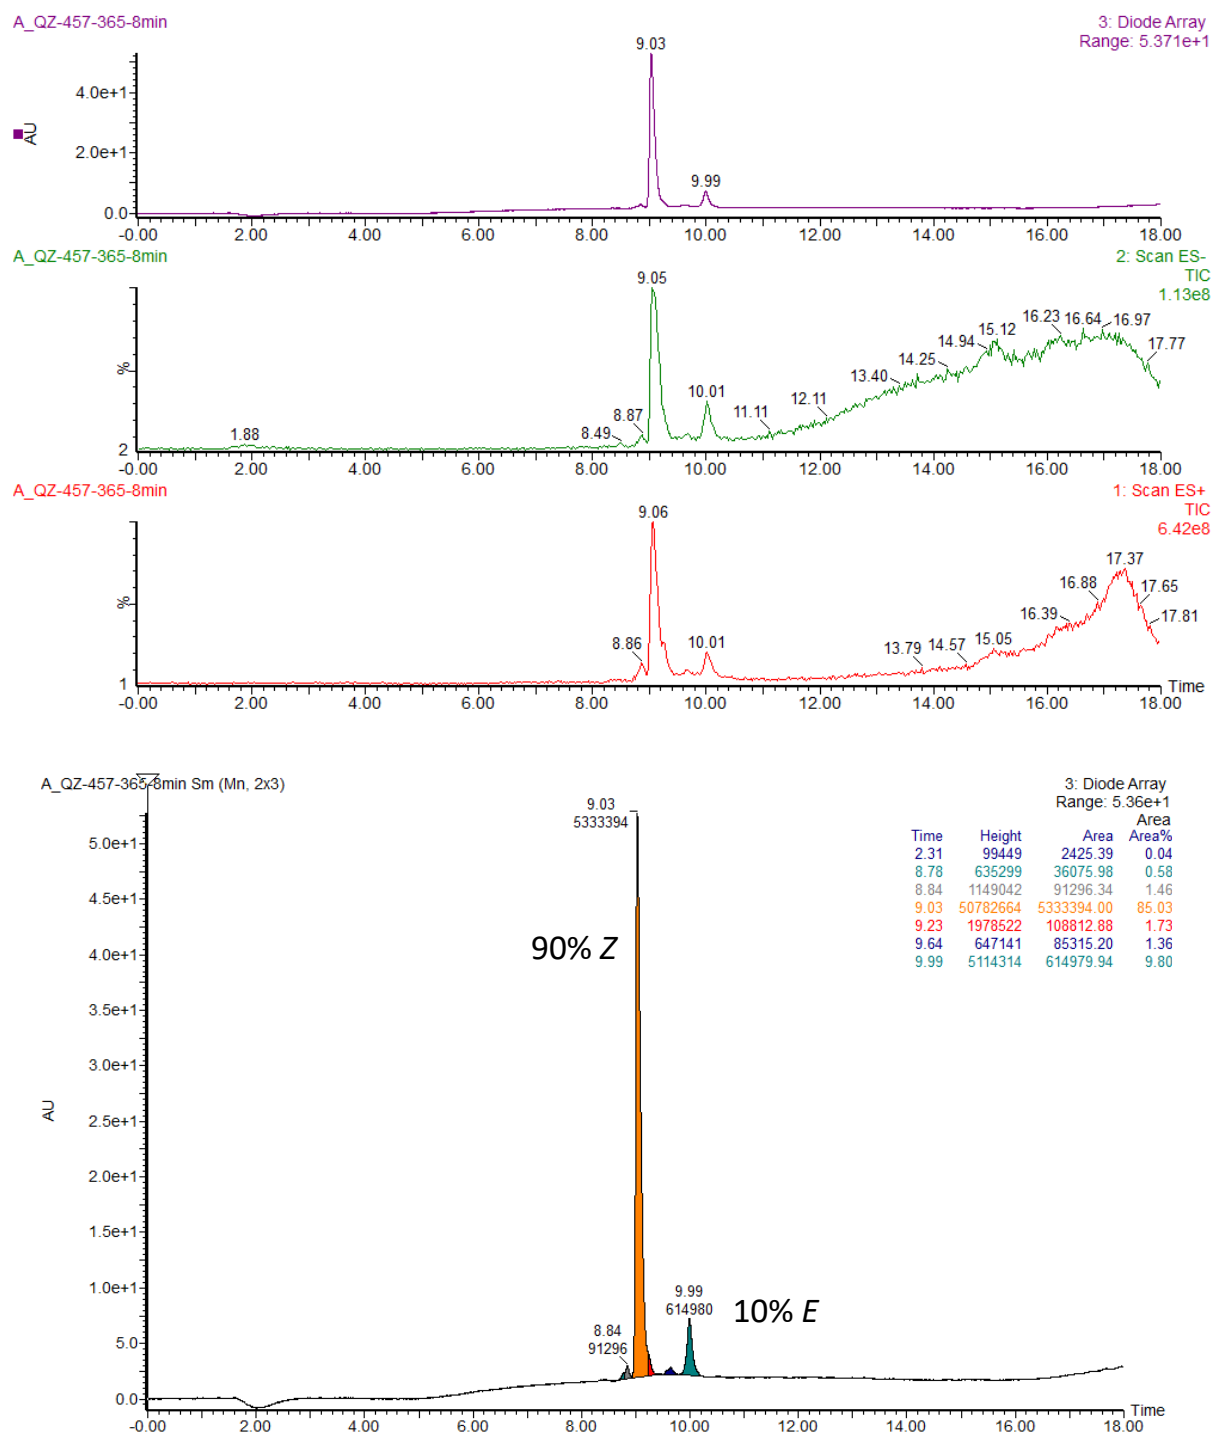 A_QZ-457-365-8min
3: Diode Array
Range: 5.371e+1
9.03
4.0e+1
AU
2.0e+1
9.99
0.0
-0.00 2.00 4.00 6.00 8.00 10.00 12.00 14.00 16.00 18.00
A_QZ-457-365-8min
2: Scan ES-
TIC
1.13e8
9.05
16.23 16.64 16.97
15.12
14.94
17.77
14.25
%
13.40
10.01
12.11
11.11
8.87
8.49
1.88
2
-0.00 2.00 4.00 6.00 8.00 10.00 12.00 14.00 16.00 18.00
A_QZ-457-365-8min
1: Scan ES+
TIC
6.42e8
9.06
17.37
16.88
17.65
%
16.39
17.81
8.86
10.01
13.79 14.57 15.05
1
Time
-0.00 2.00 4.00 6.00 8.00 10.00 12.00 14.00 16.00 18.00
A_QZ-457-365-8min Sm (Mn, 2x3)
3: Diode Array
Range: 5.36e+1
Area
Time Height Area Area%
2.31 99449 2425.39 0.04
8.78 635299 36075.98 0.58
8.84 1149042 91296.34 1.46
9.03 50782664 5333394.00 85.03
9.23 1978522 108812.88 1.73
9.64 647141 85315.20 1.36
9.99 5114314 614979.94 9.80
9.03
5333394
5.0e+1
4.5e+1
90% Z
4.0e+1
3.5e+1
3.0e+1
AU
2.5e+1
2.0e+1
1.5e+1
1.0e+1
9.99
614980
10% E
8.84
91296
5.0
0.0
Time
-0.00 2.00 4.00 6.00 8.00 10.00 12.00 14.00 16.00 18.00